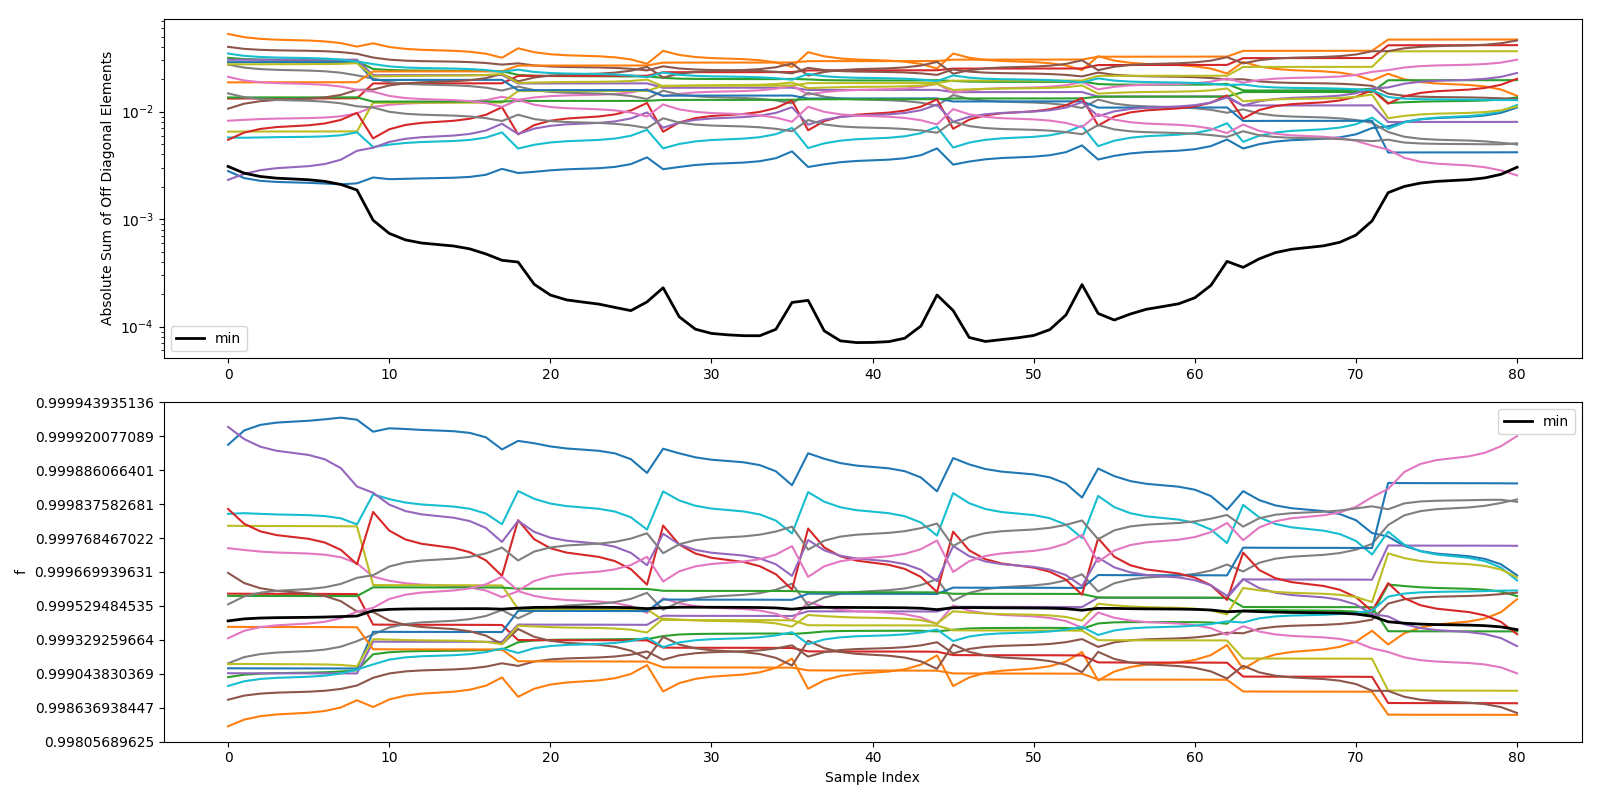 Absolute Sum of Off Diagonal Elements
10⁻²
10⁻³
10⁻⁴
min
0 10 20 30 40 50 60 70 80
f
0.999943935136
0.999920077089
0.999886066401
0.999837582681
0.999768467022
0.999669939631
0.999529484535
0.999329259664
0.999043830369
0.998636938447
0.99805689625
min
0 10 20 30 40 50 60 70 80
Sample Index